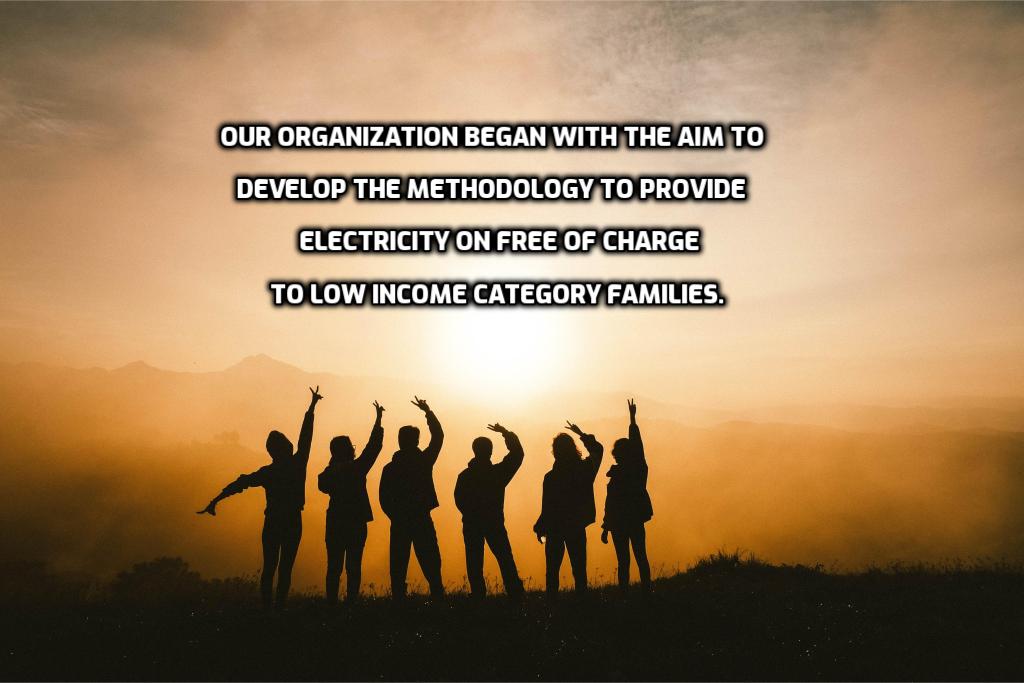 OUR ORGANIZATION BEGAN WITH THE AIM TO
DEVELOP THE METHODOLOGY TO PROVIDE
ELECTRICITY ON FREE OF CHARGE
TO LOW INCOME CATEGORY FAMILIES.